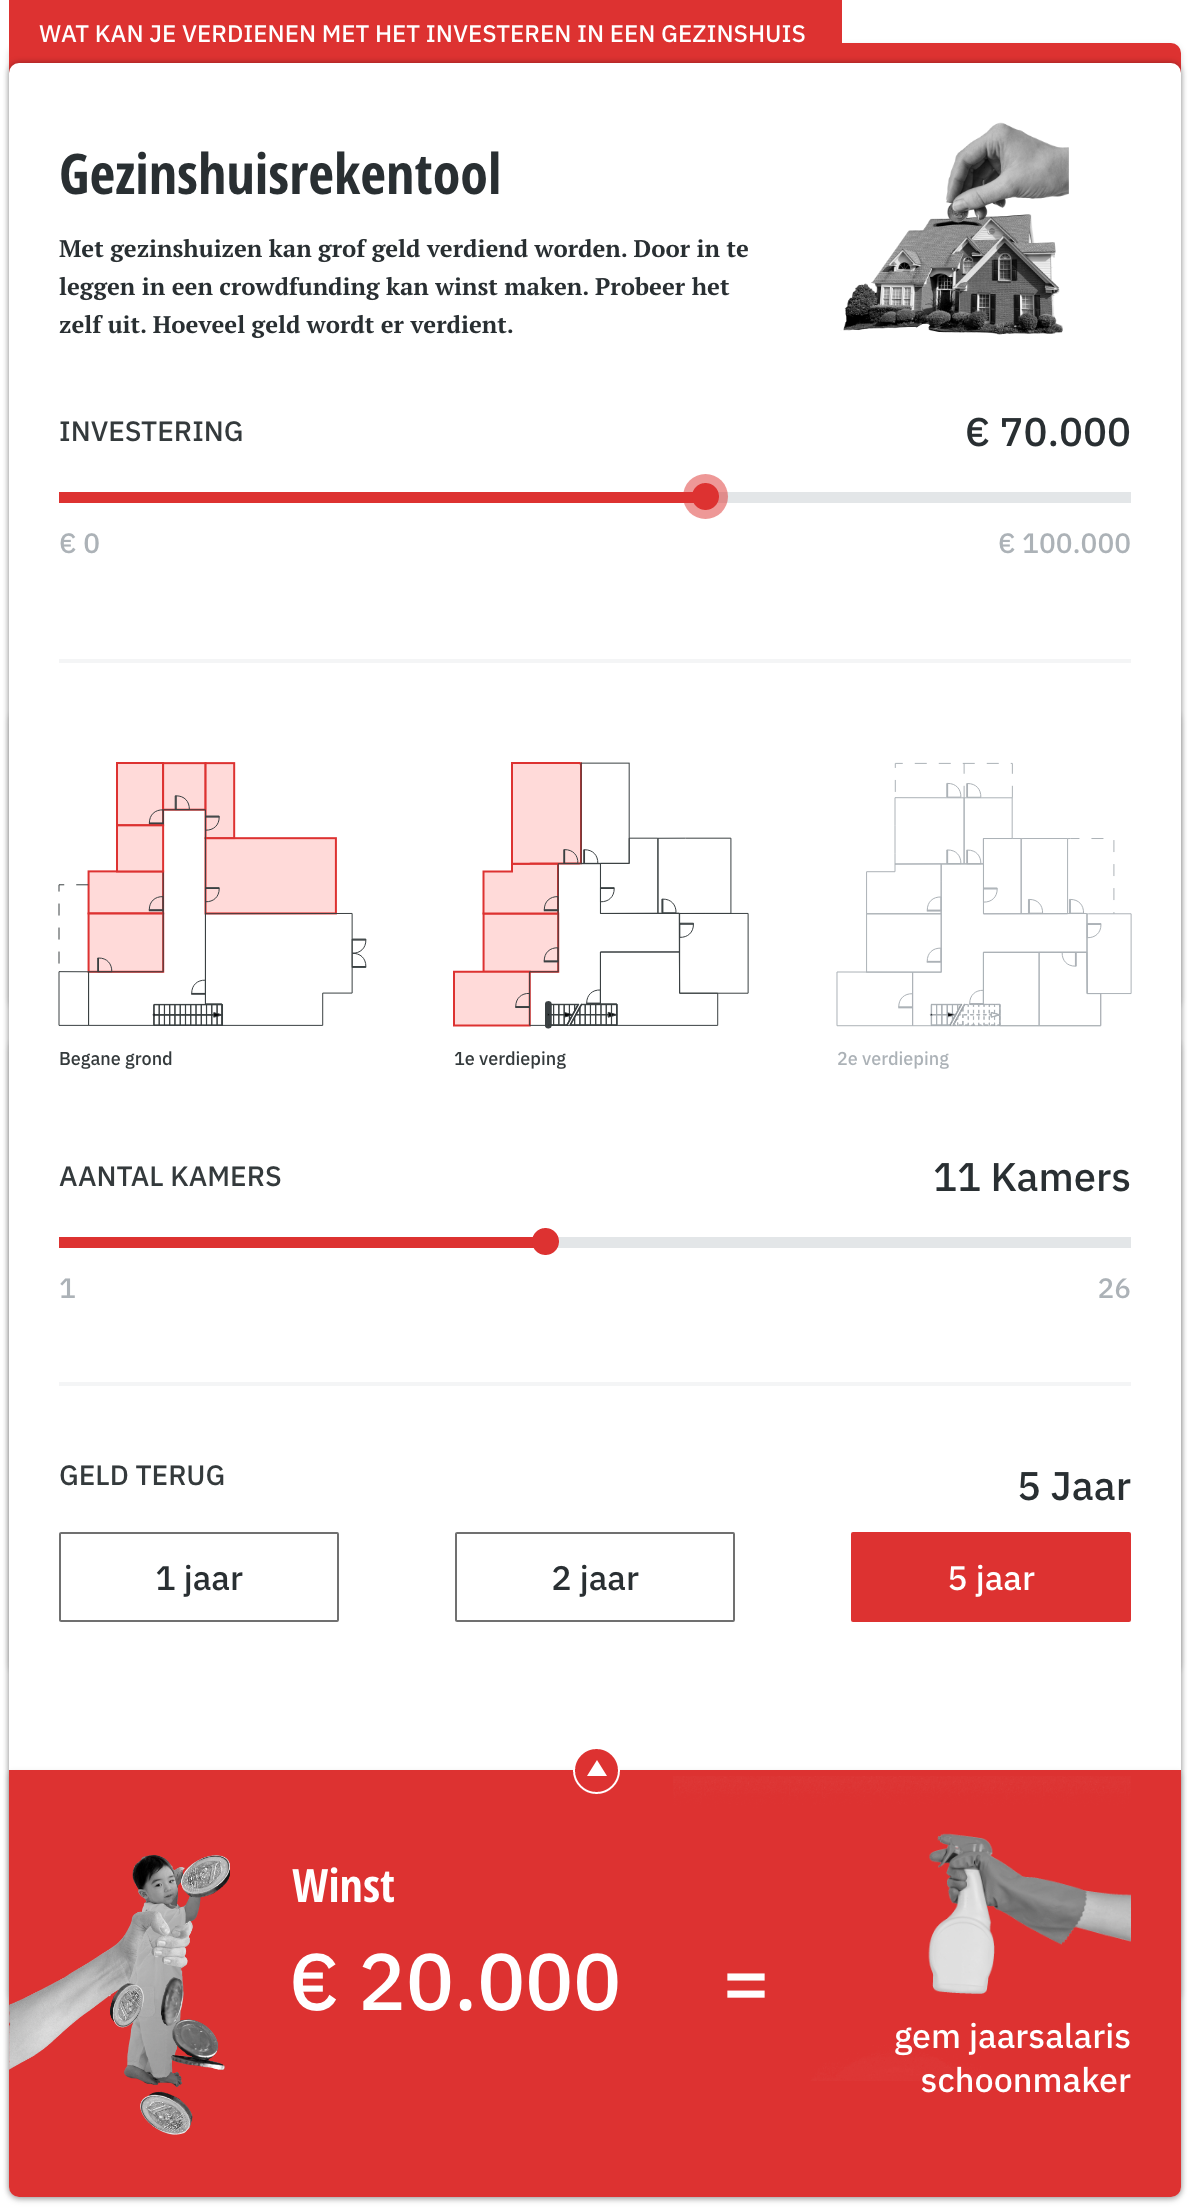 WAT KAN JE VERDIENEN MET HET INVESTEREN IN EEN GEZINSHUIS
Gezinshuisrekentool
Met gezinshuizen kan grof geld verdiend worden. Door in te
leggen in een crowdfunding kan winst maken. Probeer het
zelf uit. Hoeveel geld wordt er verdient.
INVESTERING
€ 70.000
€ 0
€ 100.000
Begane grond
1e verdieping
2e verdieping
AANTAL KAMERS
11 Kamers
1
26
GELD TERUG
5 Jaar
1 jaar
2 jaar
5 jaar
Winst
€ 20.000
=
gem jaarsalaris
schoonmaker